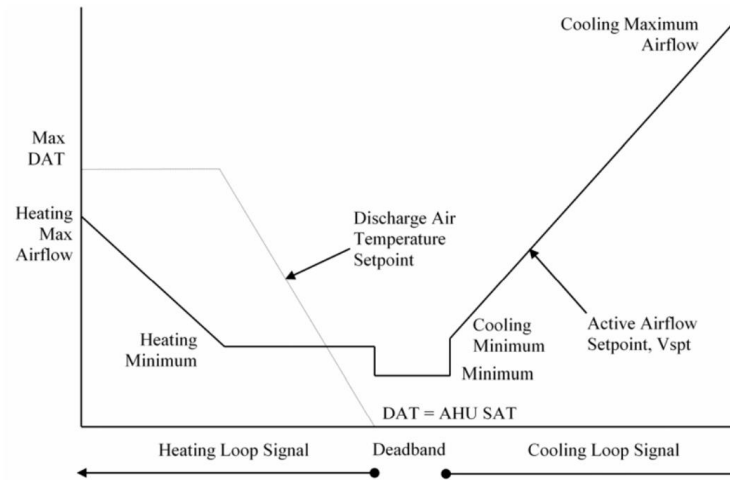 Cooling Maximum
Airflow
Max
DAT
Heating
Max
Airflow
Discharge Air
Temperature
Setpoint
Heating
Minimum
Cooling
Minimum
Active Airflow
Setpoint, Vspt
Minimum
DAT = AHU SAT
Heating Loop Signal
Deadband
Cooling Loop Signal